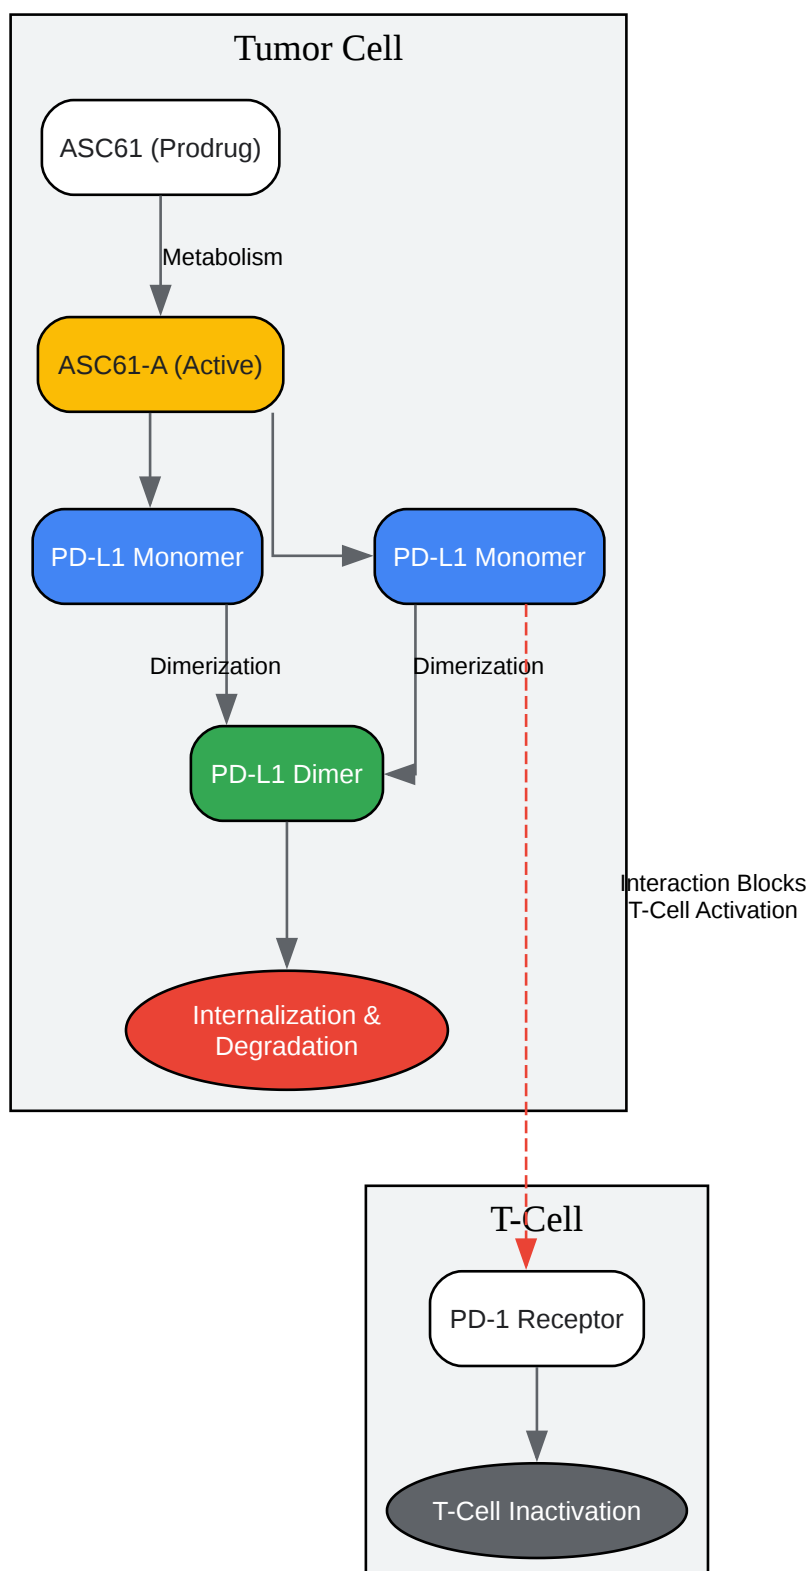 Tumor Cell
ASC61 (Prodrug)
Metabolism
ASC61-A (Active)
PD-L1 Monomer
PD-L1 Monomer
Dimerization
Dimerization
PD-L1 Dimer
Interaction Blocks
T-Cell Activation
Internalization &
Degradation
T-Cell
PD-1 Receptor
T-Cell Inactivation